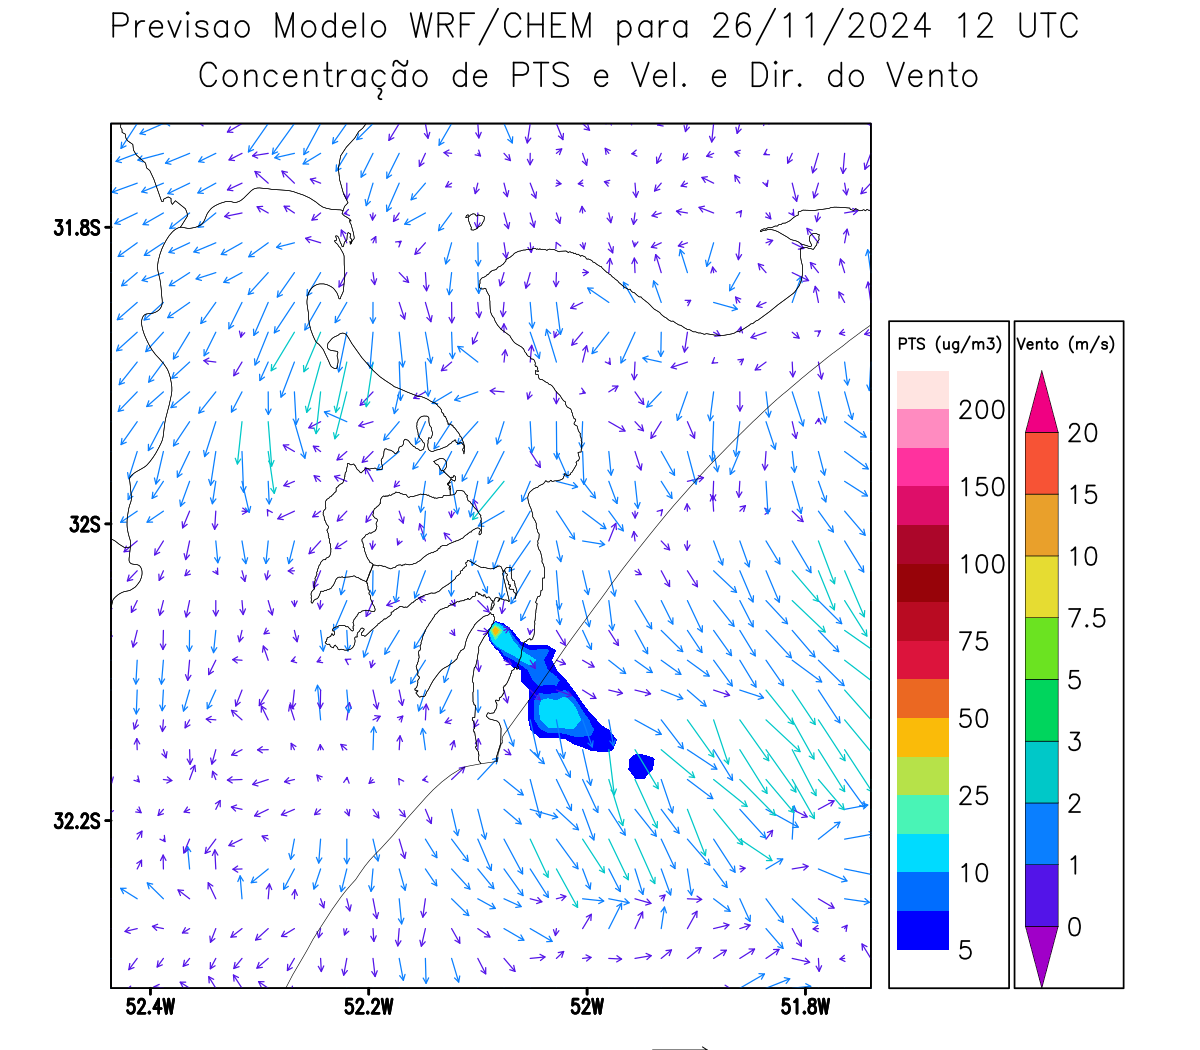 Previsao Modelo WRF/CHEM para 26/11/2024 12 UTC
Concentração de PTS e Vel. e Dir. do Vento
31.8S
32S
32.2S
52.4W
52.2W
52W
51.8W
PTS (ug/m3)
200
150
100
75
50
25
10
5
Vento (m/s)
20
15
10
7.5
5
3
2
1
0